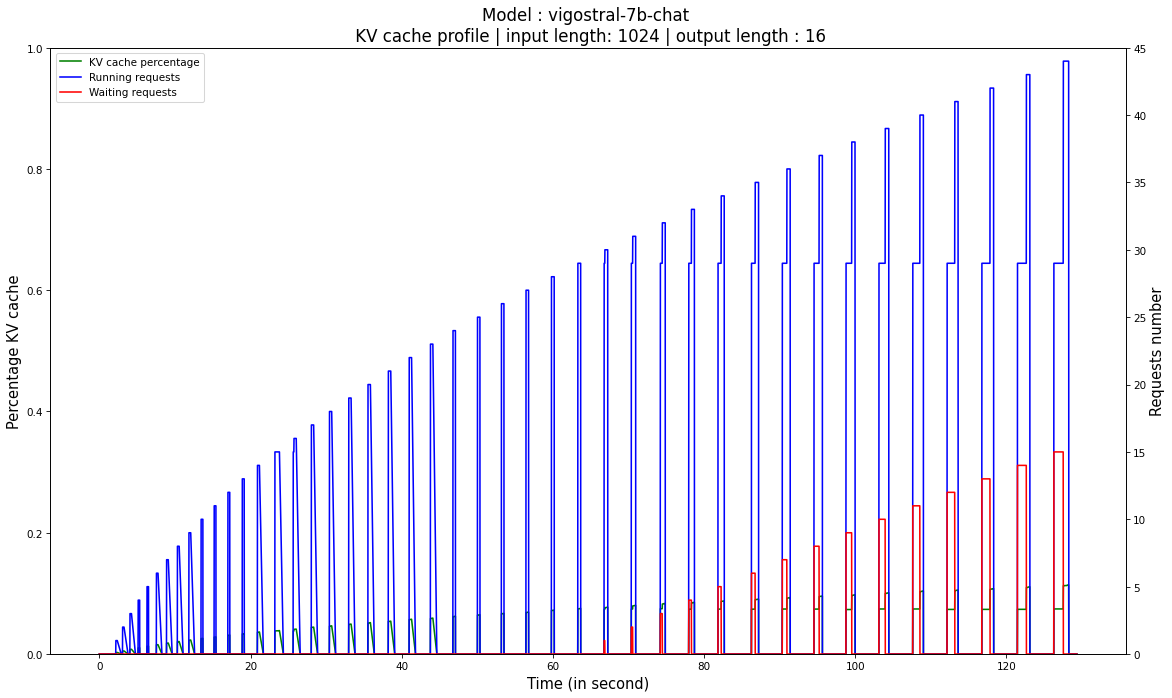 Model : vigostral-7b-chat
KV cache profile | input length: 1024 | output length : 16
KV cache percentage
Running requests
Waiting requests
Percentage KV cache
1.0
0.8
0.6
0.4
0.2
0.0
0
20
40
60
80
100
120
Time (in second)
45
40
35
30
25
20
15
10
5
0
Requests number